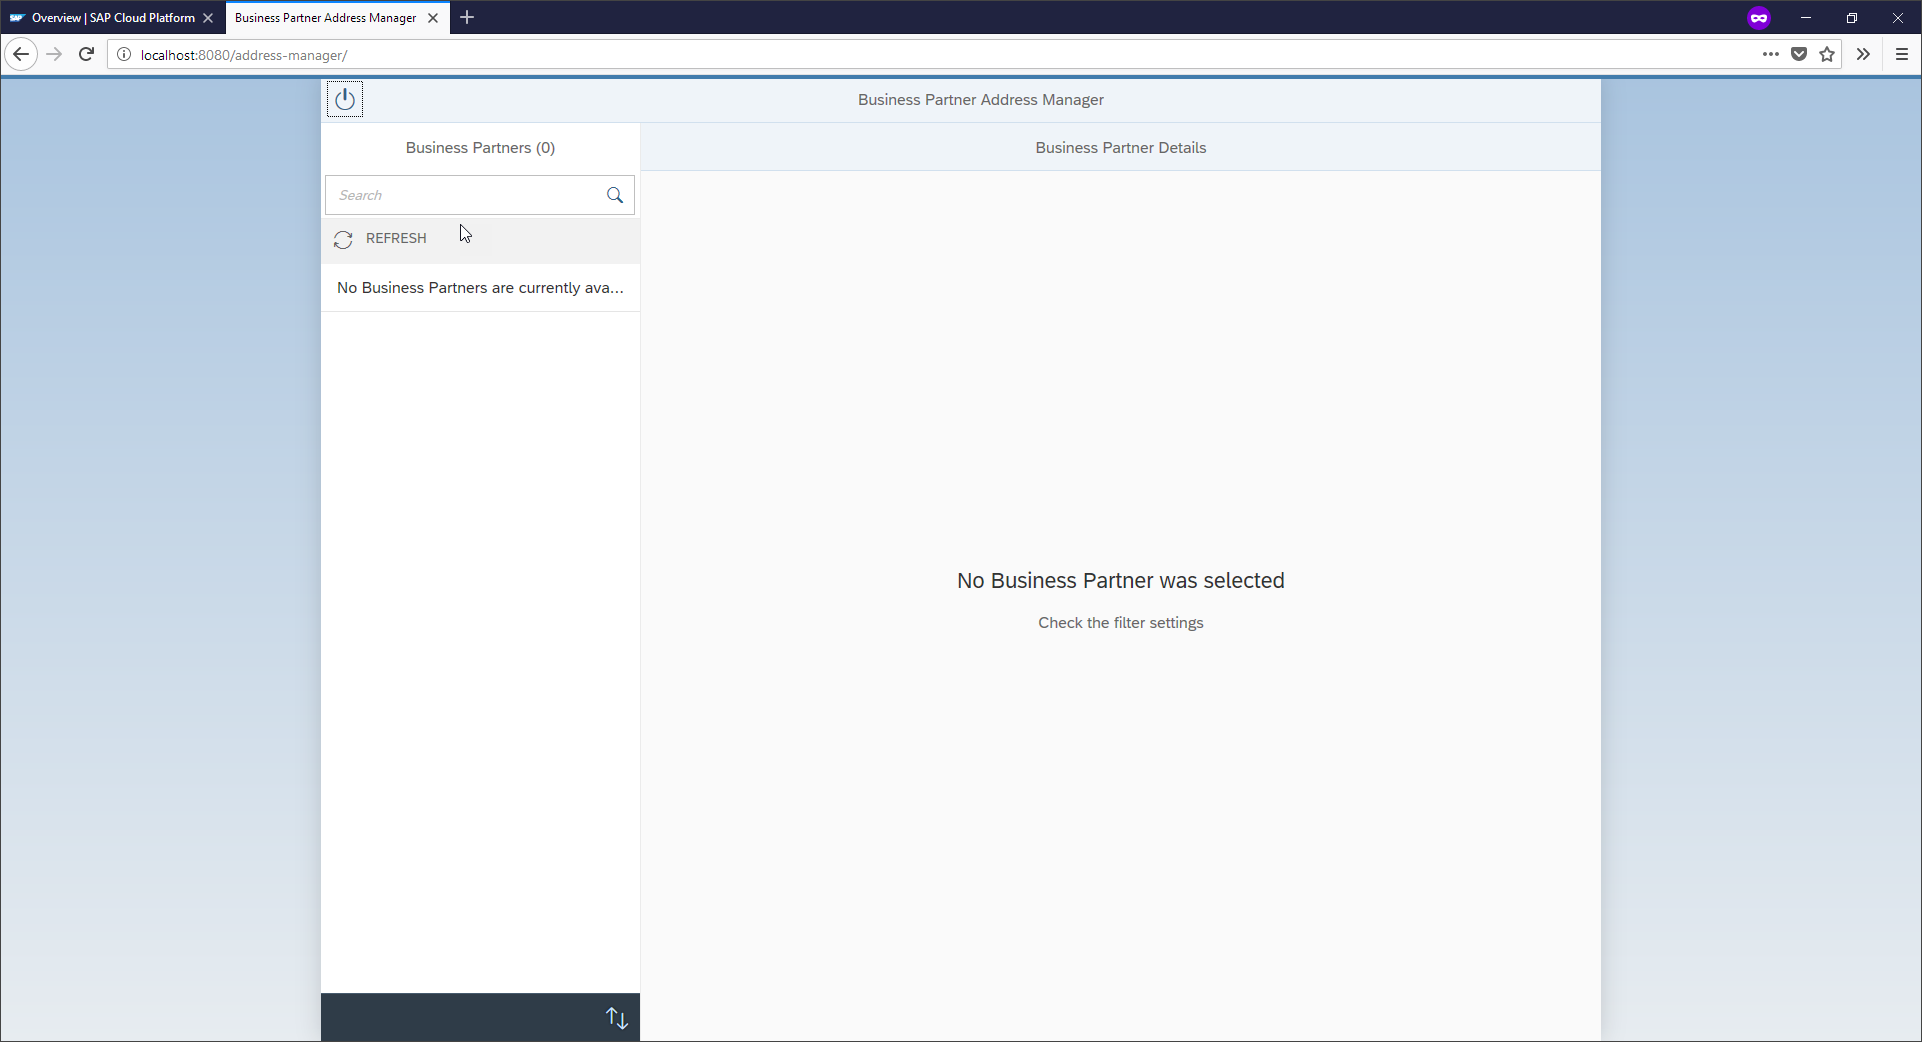 SAP Overview | SAP Cloud Platform
Business Partner Address Manager
localhost:8080/address-manager/
Business Partner Address Manager
Business Partners (0)
Business Partner Details
Search
REFRESH
No Business Partners are currently ava...
No Business Partner was selected
Check the filter settings